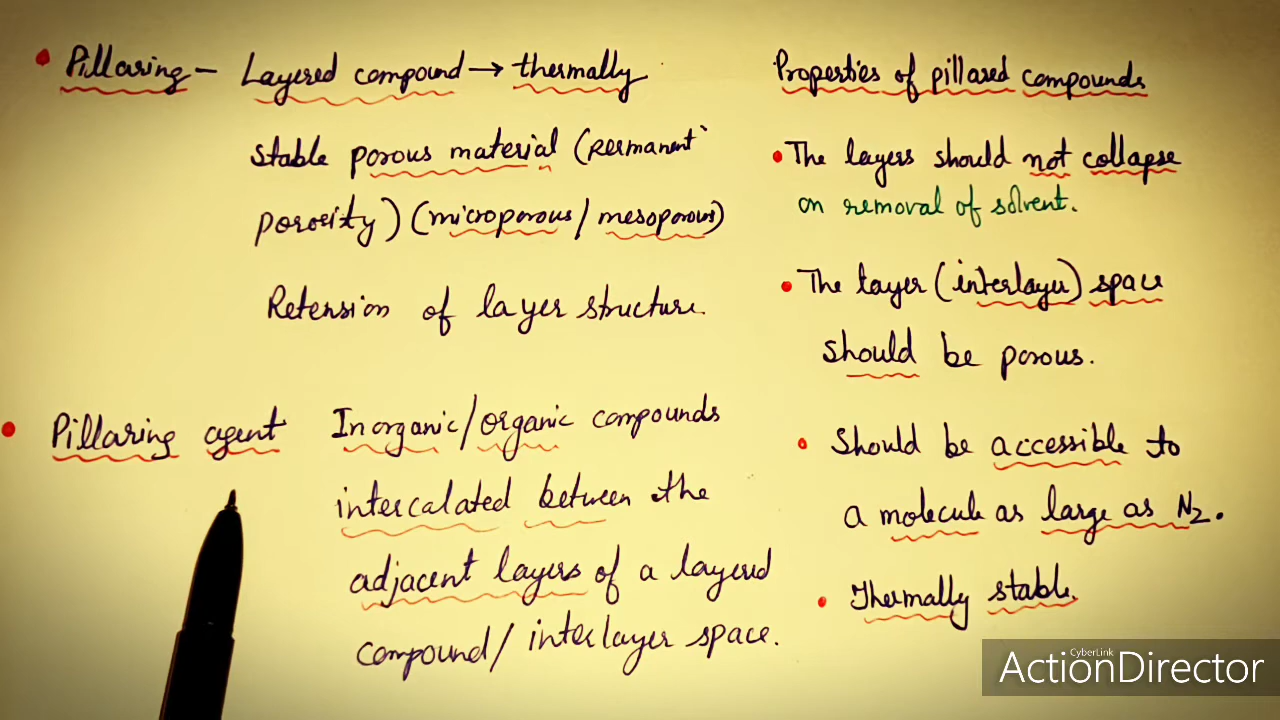 • Pillaring – Layered compound → thermally
stable porous material (permanent
porosity) (microporous/mesoporous)
Retension of layer structure.
• Pillaring agent Inorganic/organic compounds
intercalated between the
adjacent layers of a layered
compound/interlayer space.
Properties of pillared compounds
• The layers should not collapse
on removal of solvent.
• The layer (interlayer) space
should be porous.
• Should be accessible to
a molecule as large as N2.
• Thermally stable.
CyberLink
ActionDirector